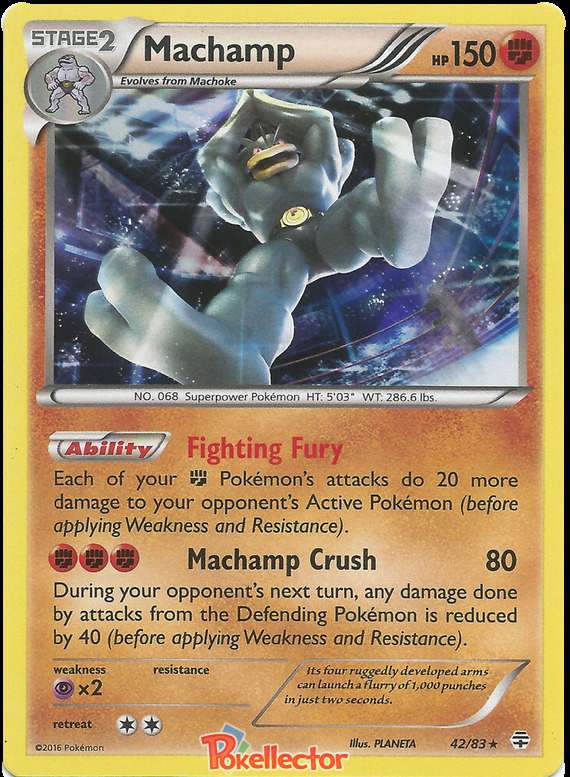 STAGE2
Machamp
HP150
Evolves from Machoke
NO. 068 Superpower Pokémon HT: 5'03" WT: 286.6 lbs.
Ability Fighting Fury
Each of your Pokémon's attacks do 20 more
damage to your opponent's Active Pokémon (before
applying Weakness and Resistance).
Machamp Crush 80
During your opponent's next turn, any damage done
by attacks from the Defending Pokémon is reduced
by 40 (before applying Weakness and Resistance).
weakness resistance
×2
Its four ruggedly developed arms
can launch a flurry of 1,000 punches
in just two seconds.
retreat
©2016 Pokémon
Illus. PLANETA 42/83★
Pokellector